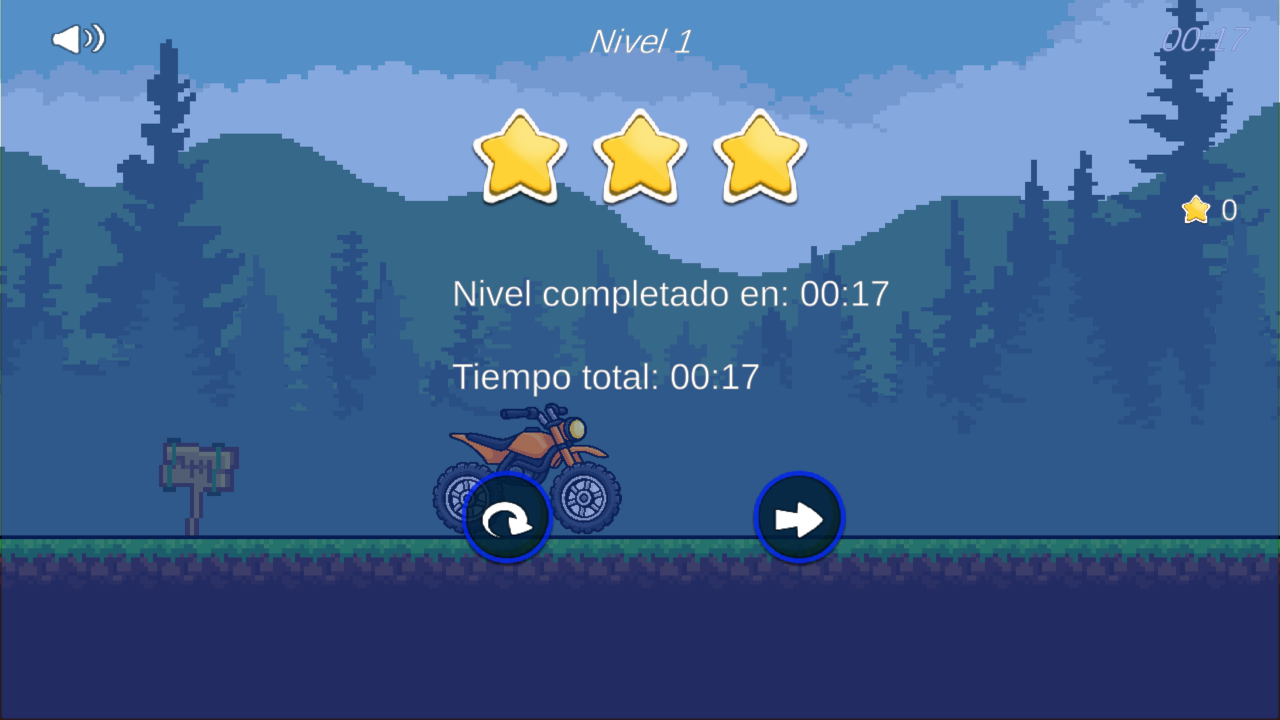 Nivel 1
00:17
0
Nivel completado en: 00:17
Tiempo total: 00:17